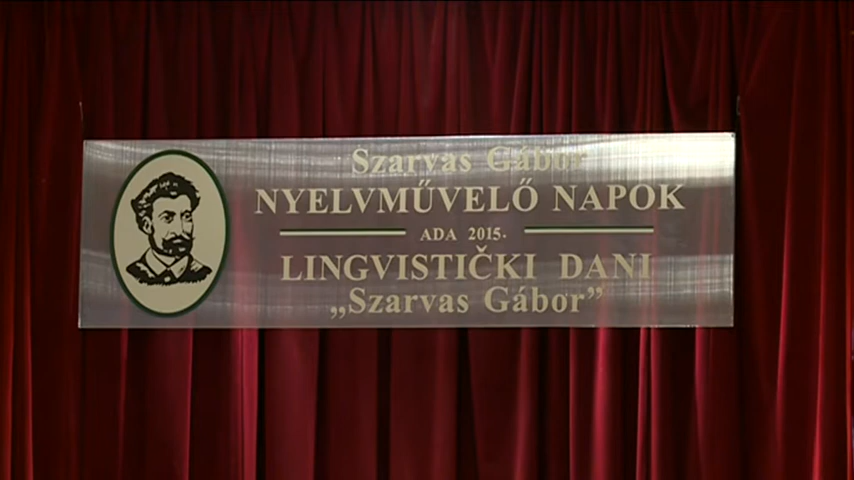 Szarvas Gábor
NYELVMŰVELŐ NAPOK
ADA 2015.
LINGVISTIČKI DANI
„Szarvas Gábor”